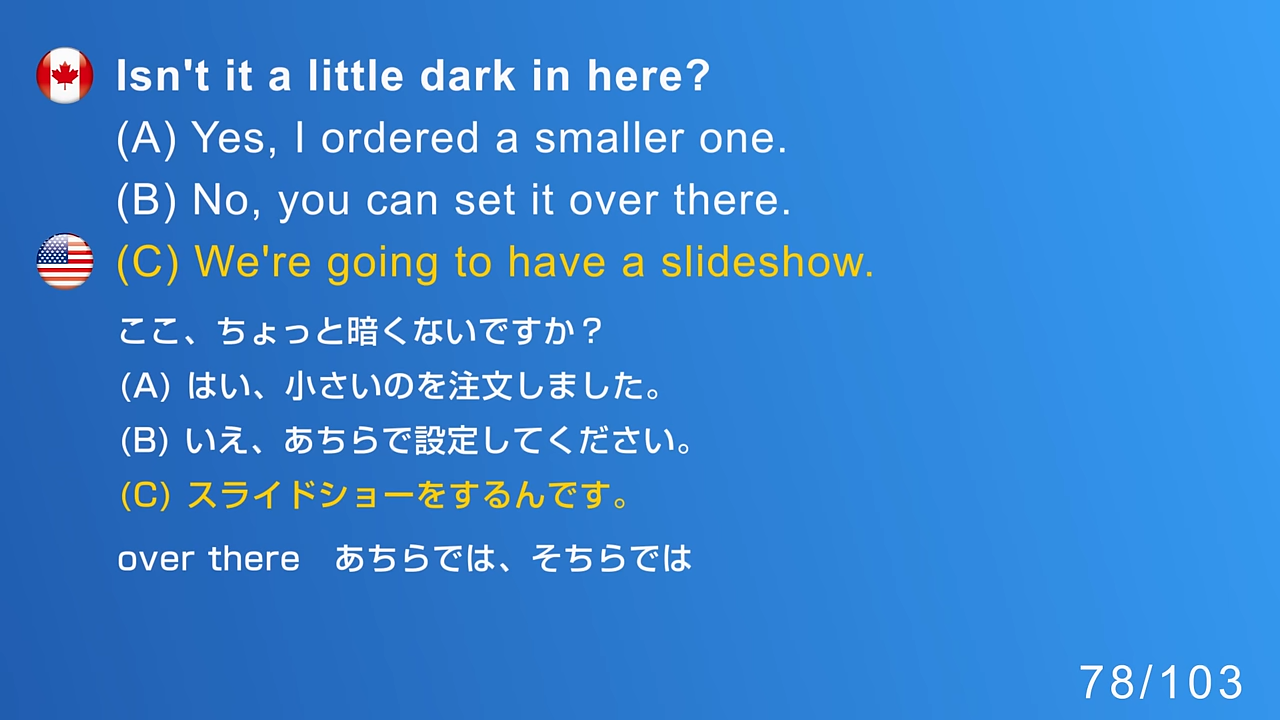 Isn't it a little dark in here?
(A) Yes, I ordered a smaller one.
(B) No, you can set it over there.
(C) We're going to have a slideshow.
ここ、ちょっと暗くないですか？
(A) はい、小さいのを注文しました。
(B) いえ、あちらで設定してください。
(C) スライドショーをするんです。
over there　あちらでは、そちらでは
78/103